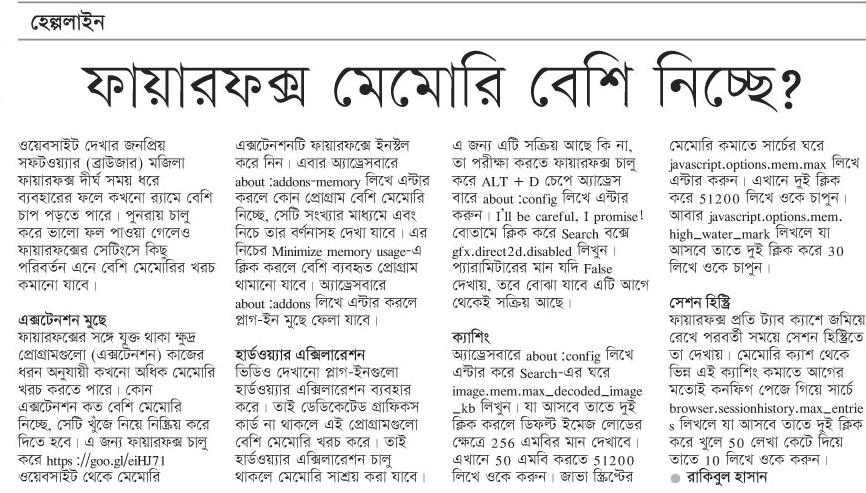 হেল্পলাইন
ফায়ারফক্স মেমোরি বেশি নিচ্ছে?
ওয়েবসাইট দেখার জনপ্রিয়
সফটওয়্যার (ব্রাউজার) মজিলা
ফায়ারফক্স দীর্ঘ সময় ধরে
ব্যবহারের ফলে কখনো র‍্যামে বেশি
চাপ পড়তে পারে। পুনরায় চালু
করে ভালো ফল পাওয়া গেলেও
ফায়ারফক্সের সেটিংসে কিছু
পরিবর্তন এনে বেশি মেমোরির খরচ
কমানো যাবে।
এক্সটেনশন মুছে
ফায়ারফক্সের সঙ্গে যুক্ত থাকা ক্ষুদ্র
প্রোগ্রামগুলো (এক্সটেনশন) কাজের
ধরন অনুযায়ী কখনো অধিক মেমোরি
খরচ করতে পারে। কোন
এক্সটেনশন কত বেশি মেমোরি
নিচ্ছে, সেটি খুঁজে নিয়ে নিষ্ক্রিয় করে
দিতে হবে। এ জন্য ফায়ারফক্স চালু
করে https ://goo.gl/eiHJ71
ওয়েবসাইট থেকে মেমোরি
এক্সটেনশনটি ফায়ারফক্সে ইনস্টল
করে নিন। এবার অ্যাড্রেসবারে
about :addons-memory লিখে এন্টার
করলে কোন প্রোগ্রাম বেশি মেমোরি
নিচ্ছে, সেটি সংখ্যার মাধ্যমে এবং
নিচে তার বর্ণনাসহ দেখা যাবে। এর
নিচের Minimize memory usage-এ
ক্লিক করলে বেশি ব্যবহৃত প্রোগ্রাম
থামানো যাবে। অ্যাড্রেসবারে
about :addons লিখে এন্টার করলে
প্লাগ-ইন মুছে ফেলা যাবে।
হার্ডওয়্যার এক্সিলারেশন
ভিডিও দেখানো প্লাগ-ইনগুলো
হার্ডওয়্যার এক্সিলারেশন ব্যবহার
করে। তাই ডেডিকেটেড গ্রাফিকস
কার্ড না থাকলে এই প্রোগ্রামগুলো
বেশি মেমোরি খরচ করে। তাই
হার্ডওয়্যার এক্সিলারেশন চালু
থাকলে মেমোরি সাশ্রয় করা যাবে।
এ জন্য এটি সক্রিয় আছে কি না,
তা পরীক্ষা করতে ফায়ারফক্স চালু
করে ALT + D চেপে অ্যাড্রেস
বারে about :config লিখে এন্টার
করুন। I'll be careful, I promise!
বোতামে ক্লিক করে Search বক্সে
gfx.direct2d.disabled লিখুন।
প্যারামিটারের মান যদি False
দেখায়, তবে বোঝা যাবে এটি আগে
থেকেই সক্রিয় আছে।
ক্যাশিং
অ্যাড্রেসবারে about :config লিখে
এন্টার করে Search-এর ঘরে
image.mem.max_decoded_image
_kb লিখুন। যা আসবে তাতে দুই
ক্লিক করলে ডিফল্ট ইমেজ লোডের
ক্ষেত্রে 256 এমবির মান দেখাবে।
এখানে 50 এমবি করতে 51200
লিখে ওকে করুন। জাভা স্ক্রিপ্টের
মেমোরি কমাতে সার্চের ঘরে
javascript.options.mem.max লিখে
এন্টার করুন। এখানে দুই ক্লিক
করে 51200 লিখে ওকে চাপুন।
আবার javascript.options.mem.
high_water_mark লিখলে যা
আসবে তাতে দুই ক্লিক করে 30
লিখে ওকে চাপুন।
সেশন হিস্ট্রি
ফায়ারফক্স প্রতি ট্যাব ক্যাশে জমিয়ে
রেখে পরবর্তী সময়ে সেশন হিস্ট্রিতে
তা দেখায়। মেমোরি ক্যাশ থেকে
ভিন্ন এই ক্যাশিং কমাতে আগের
মতোই কনফিগ পেজে গিয়ে সার্চে
browser.sessionhistory.max_entrie
s লিখলে যা আসবে তাতে দুই ক্লিক
করে খুলে 50 লেখা কেটে দিয়ে
তাতে 10 লিখে ওকে করুন।
● রাকিবুল হাসান